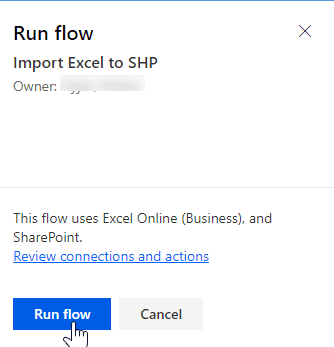 Run flow
Import Excel to SHP
Owner:
This flow uses Excel Online (Business), and
SharePoint.
Review connections and actions
Run flow
Cancel